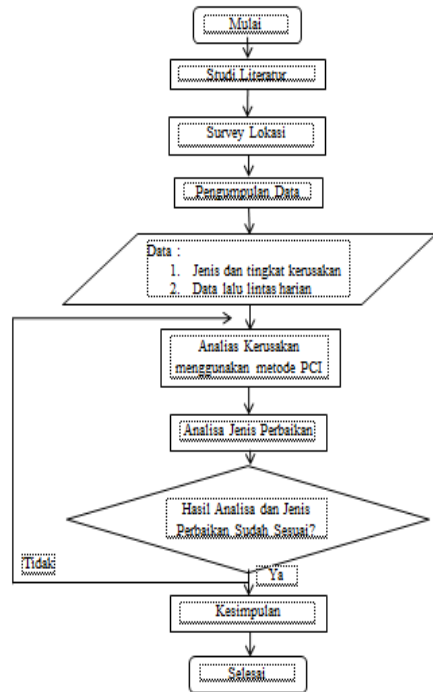 Mulai
Studi Literatur
Survey Lokasi
Pengumpulan Data
Data :
1. Jenis dan tingkat kerusakan
2. Data lalu lintas harian
Analias Kerusakan
menggunakan metode PCI
Analisa Jenis Perbaikan
Hasil Analisa dan Jenis
Perbaikan Sudah Sesuai?
Tidak
Ya
Kesimpulan
Selesai